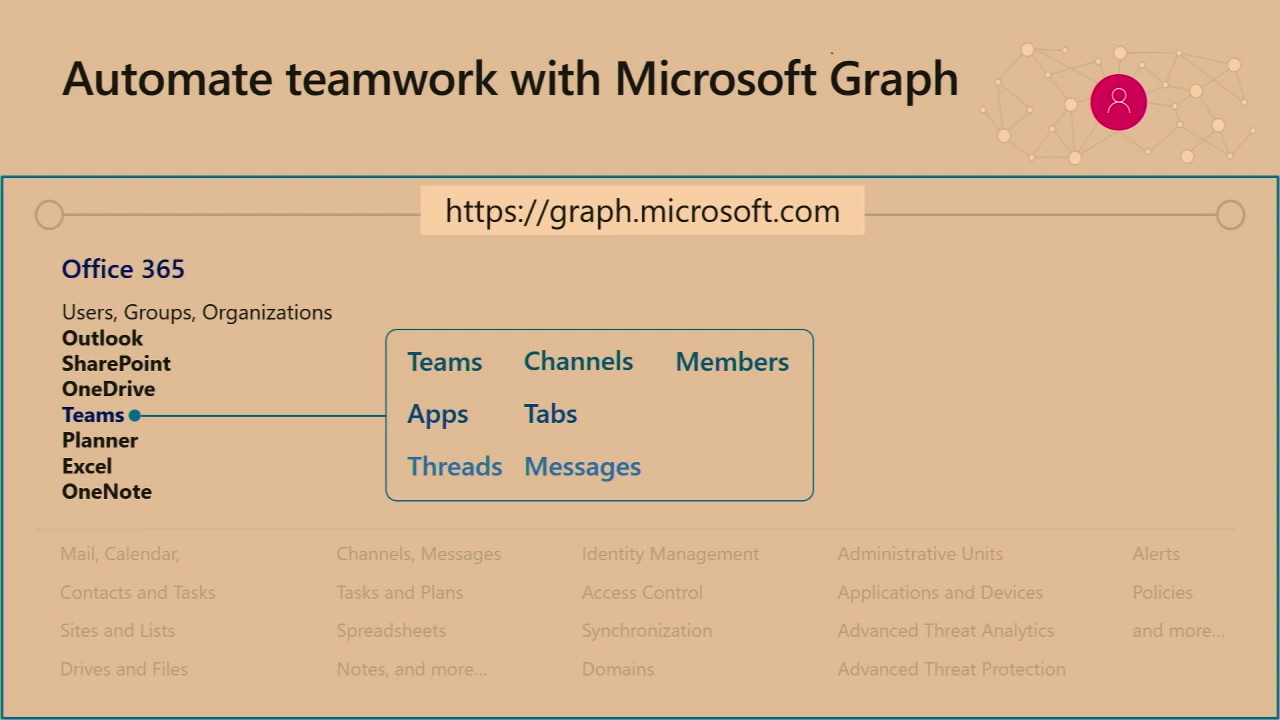 Automate teamwork with Microsoft Graph
https://graph.microsoft.com
Office 365
Users, Groups, Organizations
Outlook
SharePoint
OneDrive
Teams
Planner
Excel
OneNote
Teams Channels Members
Apps Tabs
Threads Messages
Mail, Calendar,
Contacts and Tasks
Sites and Lists
Drives and Files
Channels, Messages
Tasks and Plans
Spreadsheets
Notes, and more...
Identity Management
Access Control
Synchronization
Domains
Administrative Units
Applications and Devices
Advanced Threat Analytics
Advanced Threat Protection
Alerts
Policies
and more...